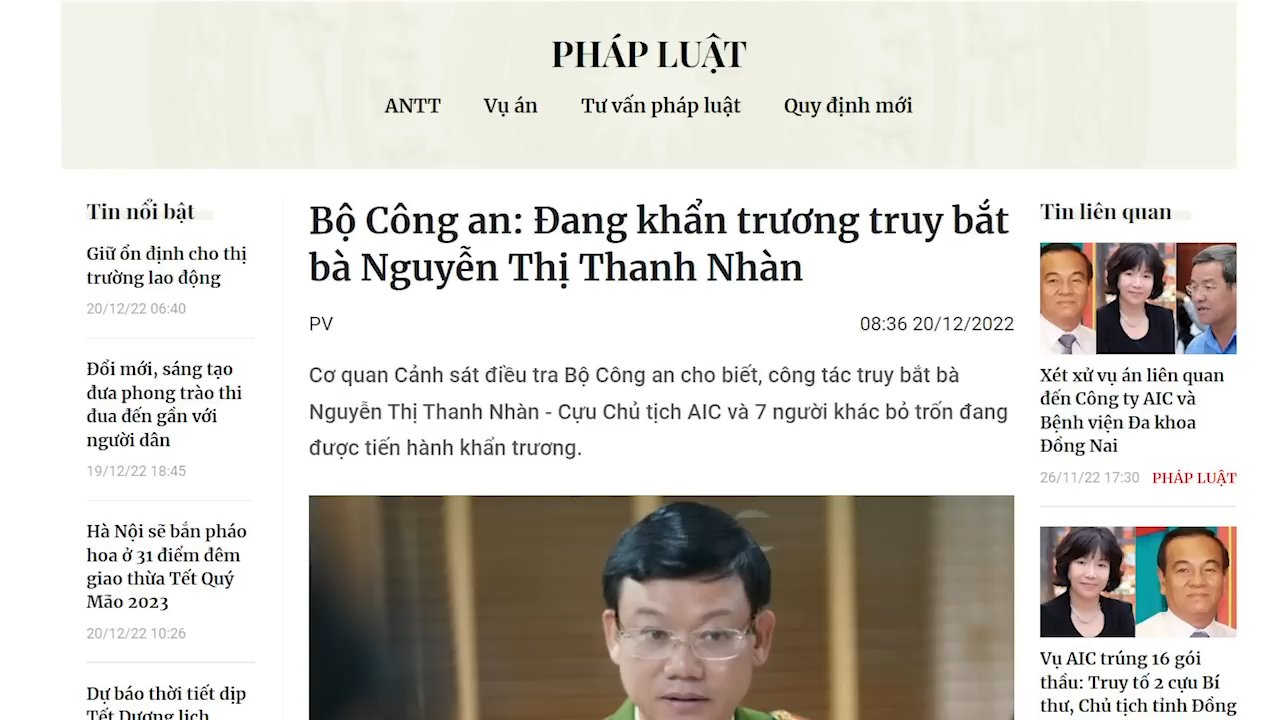 PHÁP LUẬT
ANTT Vụ án Tư vấn pháp luật Quy định mới
Tin nổi bật
Giữ ổn định cho thị
trường lao động
20/12/22 06:40
Đổi mới, sáng tạo
đưa phong trào thi
đua đến gần với
người dân
19/12/22 18:45
Hà Nội sẽ bắn pháo
hoa ở 31 điểm đêm
giao thừa Tết Quý
Mão 2023
20/12/22 10:26
Dự báo thời tiết dịp
Tết Dương lịch
Bộ Công an: Đang khẩn trương truy bắt
bà Nguyễn Thị Thanh Nhàn
PV 08:36 20/12/2022
Cơ quan Cảnh sát điều tra Bộ Công an cho biết, công tác truy bắt bà
Nguyễn Thị Thanh Nhàn - Cựu Chủ tịch AIC và 7 người khác bỏ trốn đang
được tiến hành khẩn trương.
Tin liên quan
Xét xử vụ án liên quan
đến Công ty AIC và
Bệnh viện Đa khoa
Đồng Nai
26/11/22 17:30 PHÁP LUẬT
Vụ AIC trúng 16 gói
thầu: Truy tố 2 cựu Bí
thư, Chủ tịch tỉnh Đồng